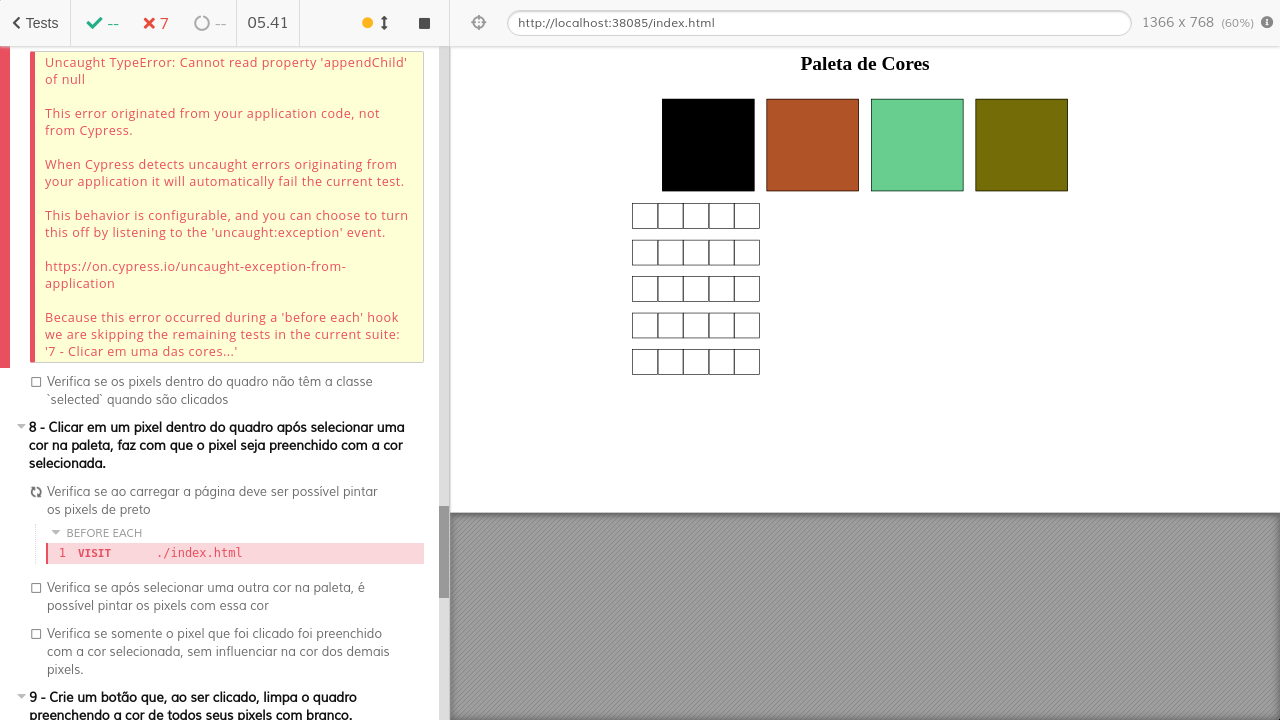 Tests
--
7
--
05.41
http://localhost:38085/index.html
1366 x 768 (60%)
Uncaught TypeError: Cannot read property 'appendChild'
of null
This error originated from your application code, not
from Cypress.
When Cypress detects uncaught errors originating from
your application it will automatically fail the current test.
This behavior is configurable, and you can choose to turn
this off by listening to the 'uncaught:exception' event.
https://on.cypress.io/uncaught-exception-from-
application
Because this error occurred during a 'before each' hook
we are skipping the remaining tests in the current suite:
'7 - Clicar em uma das cores...'
Verifica se os pixels dentro do quadro não têm a classe
`selected` quando são clicados
8 - Clicar em um pixel dentro do quadro após selecionar uma
cor na paleta, faz com que o pixel seja preenchido com a cor
selecionada.
Verifica se ao carregar a página deve ser possível pintar
os pixels de preto
BEFORE EACH
1 VISIT ./index.html
Verifica se após selecionar uma outra cor na paleta, é
possível pintar os pixels com essa cor
Verifica se somente o pixel que foi clicado foi preenchido
com a cor selecionada, sem influenciar na cor dos demais
pixels.
9 - Crie um botão que, ao ser clicado, limpa o quadro
preenchendo a cor de todos seus pixels com branco.
Paleta de Cores